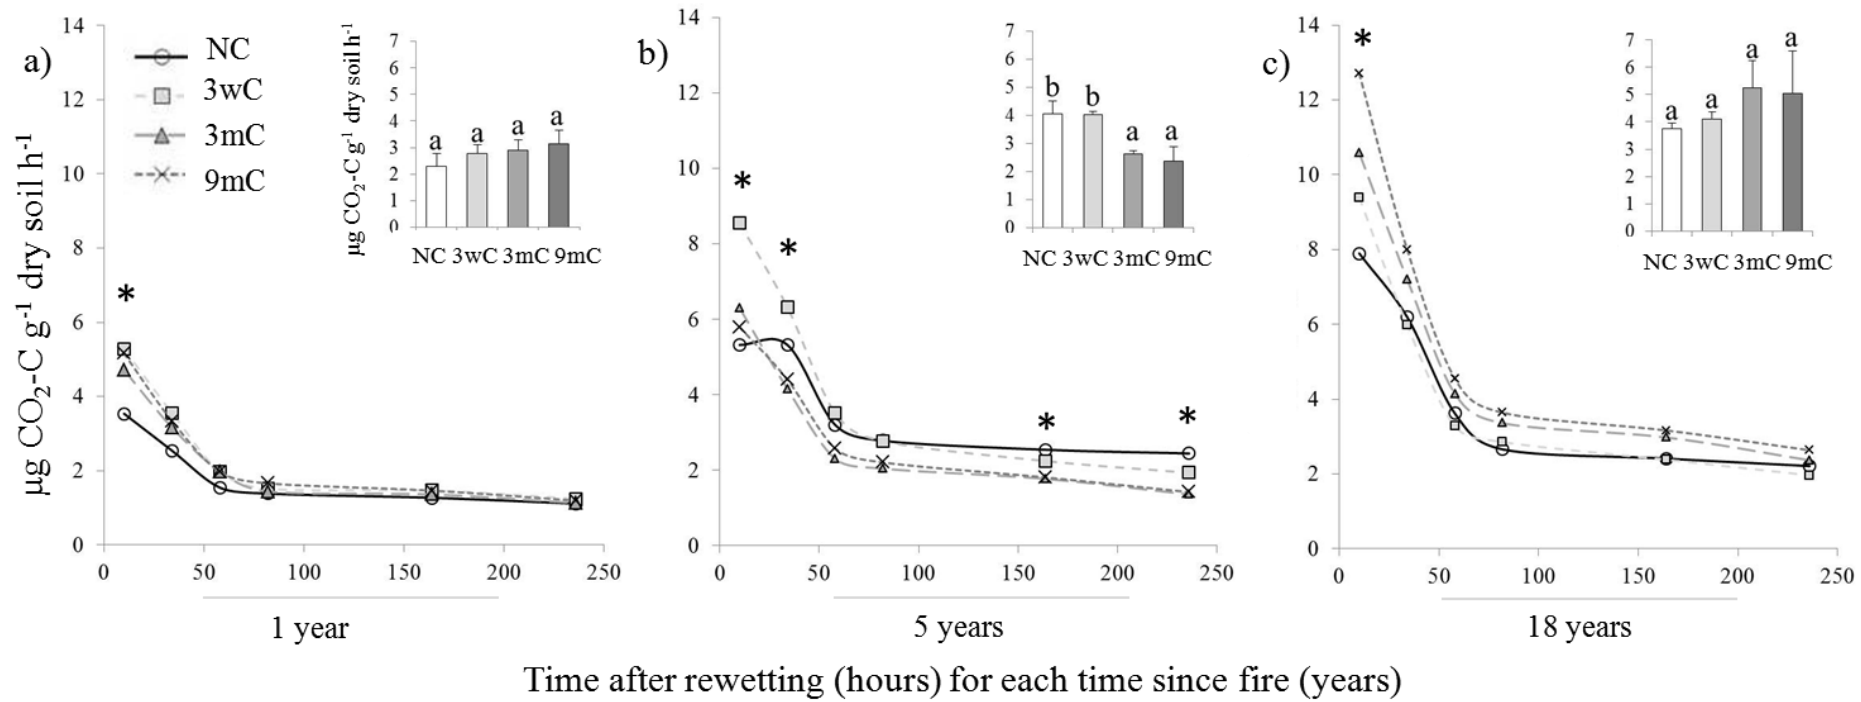 a)
μg CO2-C g-1 dry soil h-1
14
12
10
8
6
4
2
0
0 50 100 150 200 250
NC
3wC
3mC
9mC
*
μg CO2-C g-1 dry soil h-1
7
6
5
4
3
2
1
0
a a a a
NC 3wC 3mC 9mC
1 year
b)
14
12
10
8
6
4
2
0
0 50 100 150 200 250
* * * *
7
6
5
4
3
2
1
0
b b a a
NC 3wC 3mC 9mC
5 years
c)
14
12
10
8
6
4
2
0
0 50 100 150 200 250
*
7
6
5
4
3
2
1
0
a a a a
NC 3wC 3mC 9mC
18 years
Time after rewetting (hours) for each time since fire (years)